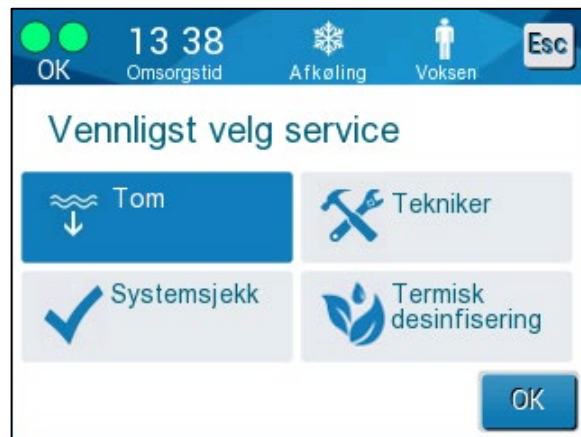 13 38
Esc
OK
Omsorgstid
Afkøling
Voksen
Vennligst velg service
Tom
Tekniker
Systemsjekk
Termisk
desinfisering
OK